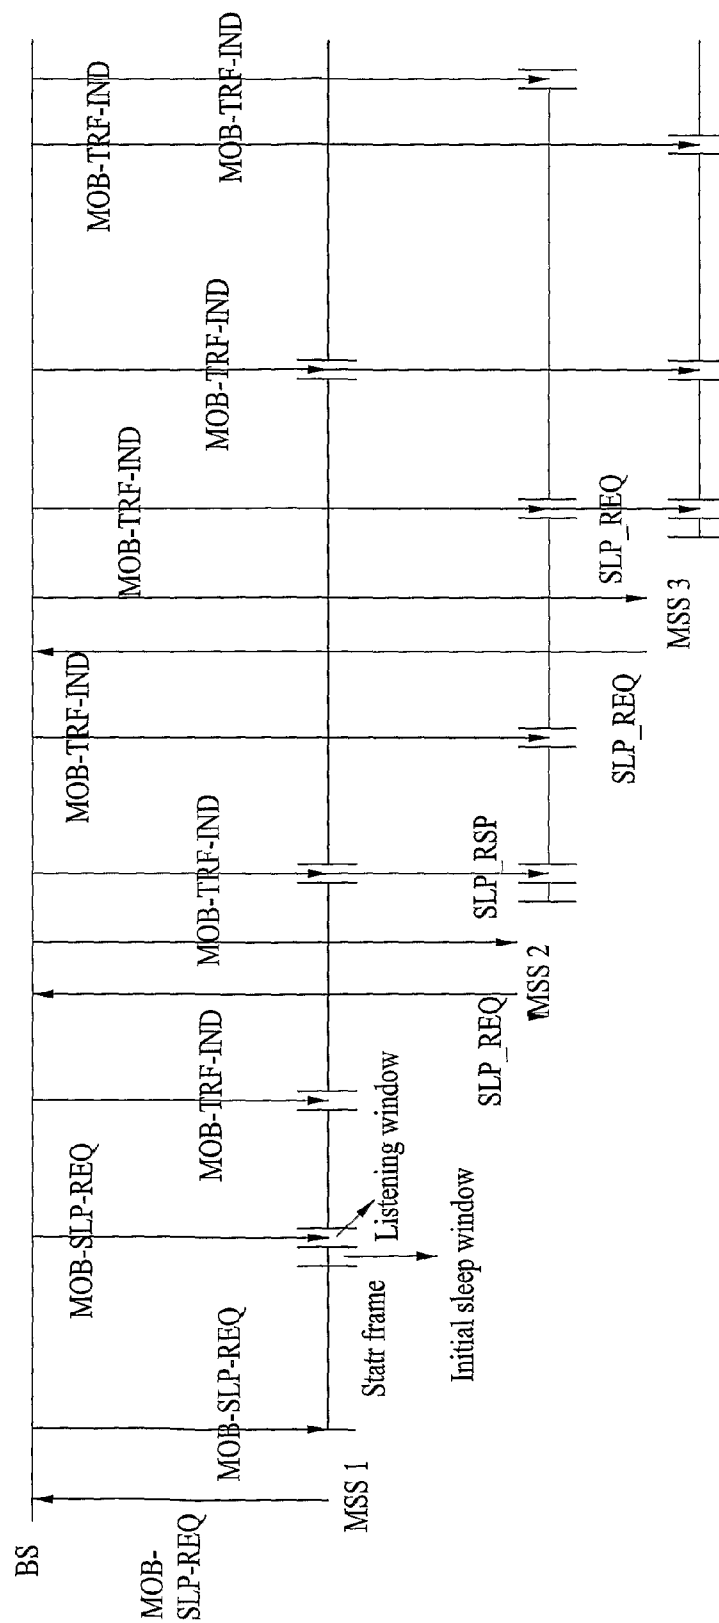 BS
MOB-SLP-REQ
MOB-TRF-IND
MOB-TRF-IND
MOB-TRF-IND
MOB-
SLP-REQ
MOB-SLP-REQ
MOB-TRF-IND
MOB-TRF-IND
MOB-TRF-IND
MOB-TRF-IND
MSS 1
Statr frame
Listening window
Initial sleep window
SLP_REQ
SLP_RSP
MSS 2
SLP_REQ
SLP_REQ
MSS 3